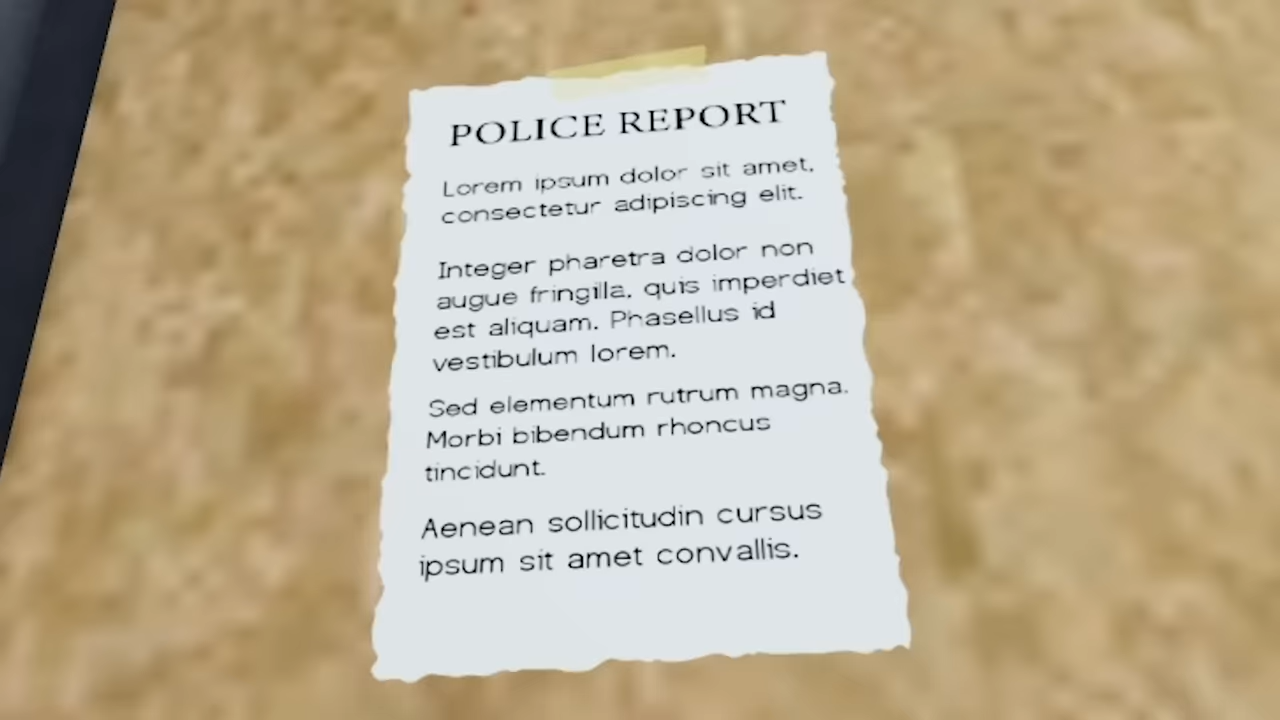 POLICE REPORT
Lorem ipsum dolor sit amet,
consectetur adipiscing elit.
Integer pharetra dolor non
augue fringilla, quis imperdiet
est aliquam. Phasellus id
vestibulum lorem.
Sed elementum rutrum magna.
Morbi bibendum rhoncus
tincidunt.
Aenean sollicitudin cursus
ipsum sit amet convallis.